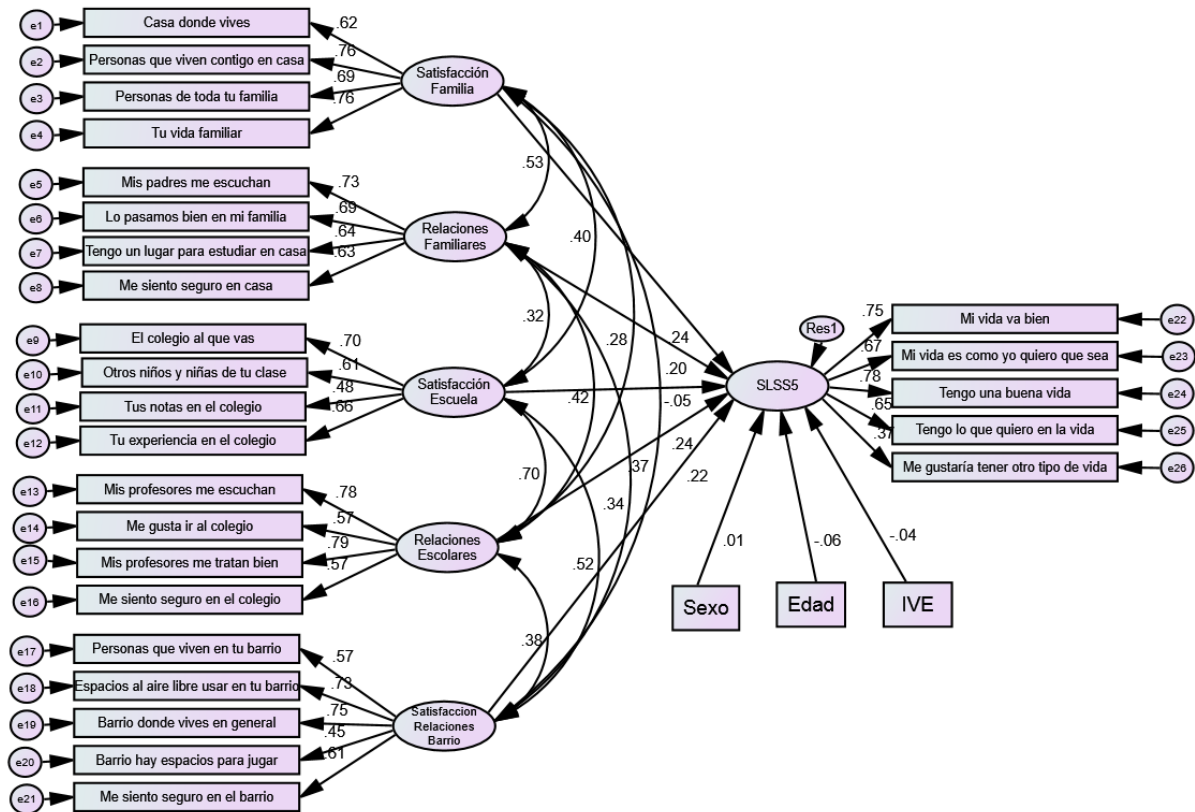 e1
Casa donde vives
.62
e2
Personas que viven contigo en casa
.76
e3
Personas de toda tu familia
.69
e4
Tu vida familiar
.76
Satisfacción
Familia
e5
Mis padres me escuchan
.73
e6
Lo pasamos bien en mi familia
.69
e7
Tengo un lugar para estudiar en casa
.64
e8
Me siento seguro en casa
.63
Relaciones
Familiares
e9
El colegio al que vas
.70
e10
Otros niños y niñas de tu clase
.61
e11
Tus notas en el colegio
.48
e12
Tu experiencia en el colegio
.66
Satisfacción
Escuela
e13
Mis profesores me escuchan
.78
e14
Me gusta ir al colegio
.57
e15
Mis profesores me tratan bien
.79
e16
Me siento seguro en el colegio
.57
Relaciones
Escolares
e17
Personas que viven en tu barrio
.57
e18
Espacios al aire libre usar en tu barrio
.73
e19
Barrio donde vives en general
.75
e20
Barrio hay espacios para jugar
.45
e21
Me siento seguro en el barrio
.61
Satisfaccion
Relaciones
Barrio
.53
.40
.32
.28
.42
.37
.70
.34
.52
.38
.24
.20
-.05
.24
.22
Res1
SLSS5
.75
Mi vida va bien
e22
.67
Mi vida es como yo quiero que sea
e23
.78
Tengo una buena vida
e24
.65
Tengo lo que quiero en la vida
e25
.37
Me gustaría tener otro tipo de vida
e26
.01
-.06
-.04
Sexo
Edad
IVE